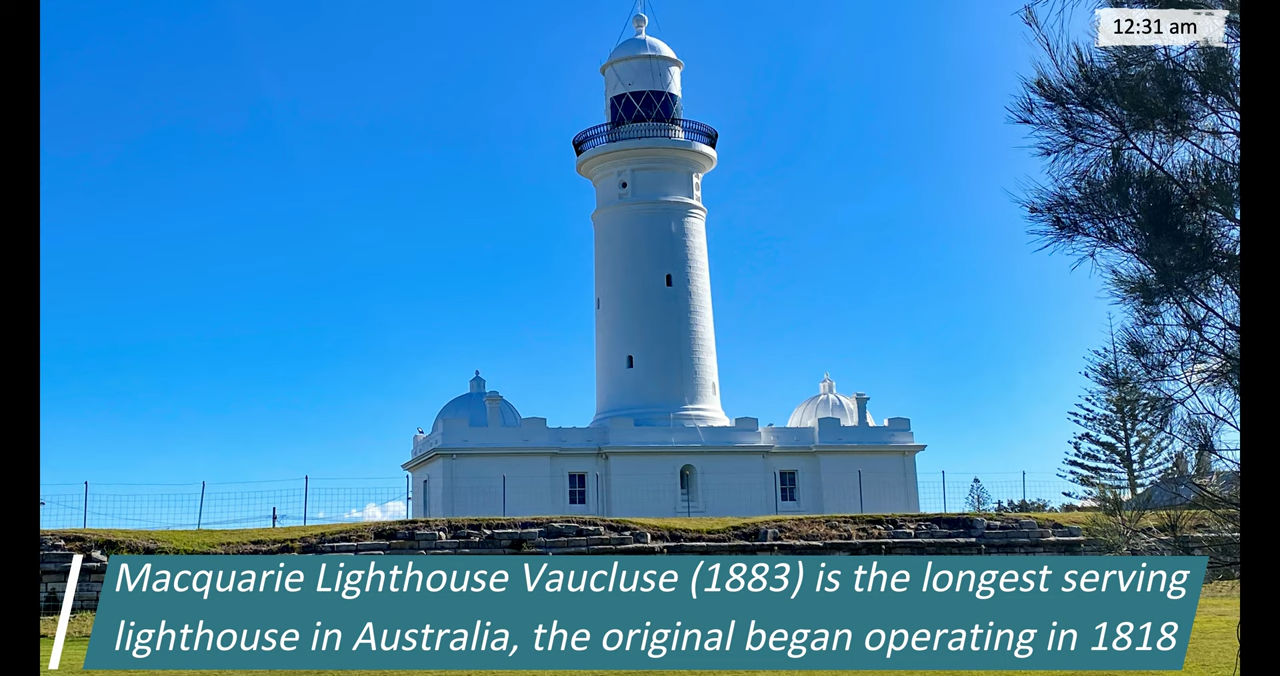 12:31 am
Macquarie Lighthouse Vaucluse (1883) is the longest serving
lighthouse in Australia, the original began operating in 1818